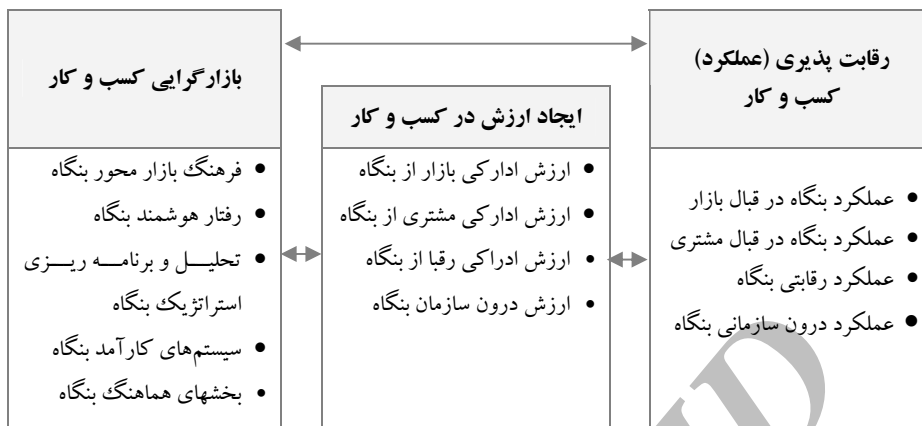 رقابت پذیری (عملکرد)
کسب و کار
عملکرد بنگاه در قبال بازار
عملکرد بنگاه در قبال مشتری
عملکرد رقابتی بنگاه
عملکرد درون سازمانی بنگاه
ایجاد ارزش در کسب و کار
ارزش ادارکی بازار از بنگاه
ارزش ادارکی مشتری از بنگاه
ارزش ادراکی رقبا از بنگاه
ارزش درون سازمان بنگاه
بازارگرایی کسب و کار
فرهنگ بازار محور بنگاه
رفتار هوشمند بنگاه
تحلیـــل و برنامـــه ریـــزی
استراتژیک بنگاه
سیستم‌های کارآمد بنگاه
بخشهای هماهنگ بنگاه